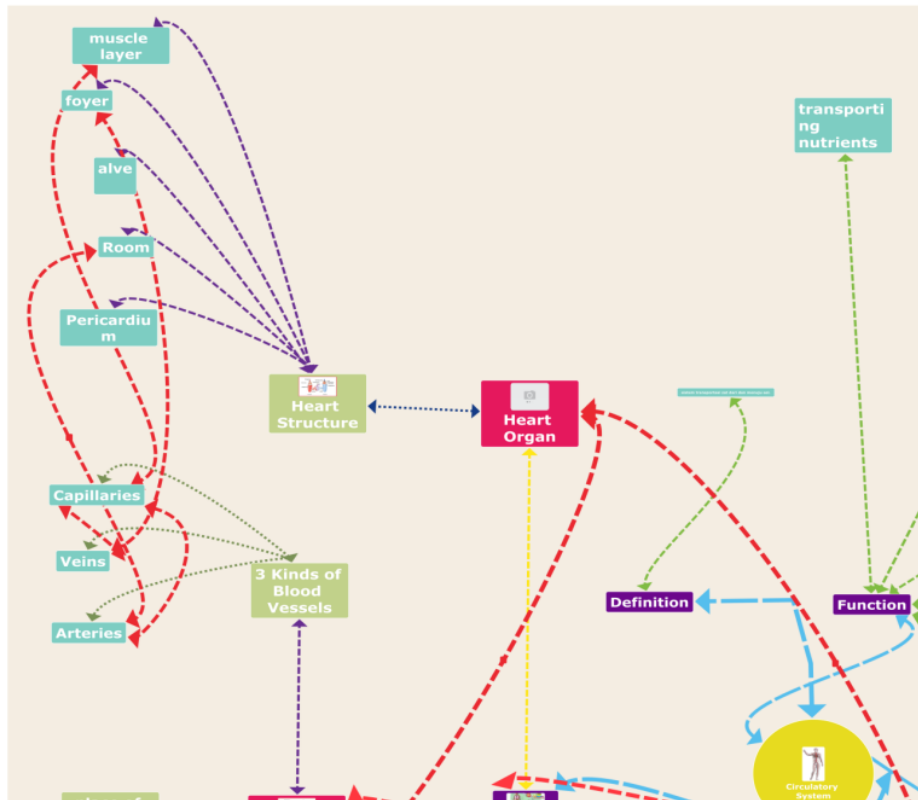 muscle
layer
foyer
alve
Room
Pericardiu
m
transporti
ng
nutrients
Heart
Structure
Heart
Organ
Capillaries
Veins
Arteries
3 Kinds of
Blood
Vessels
Definition
Function
Circulatory
System